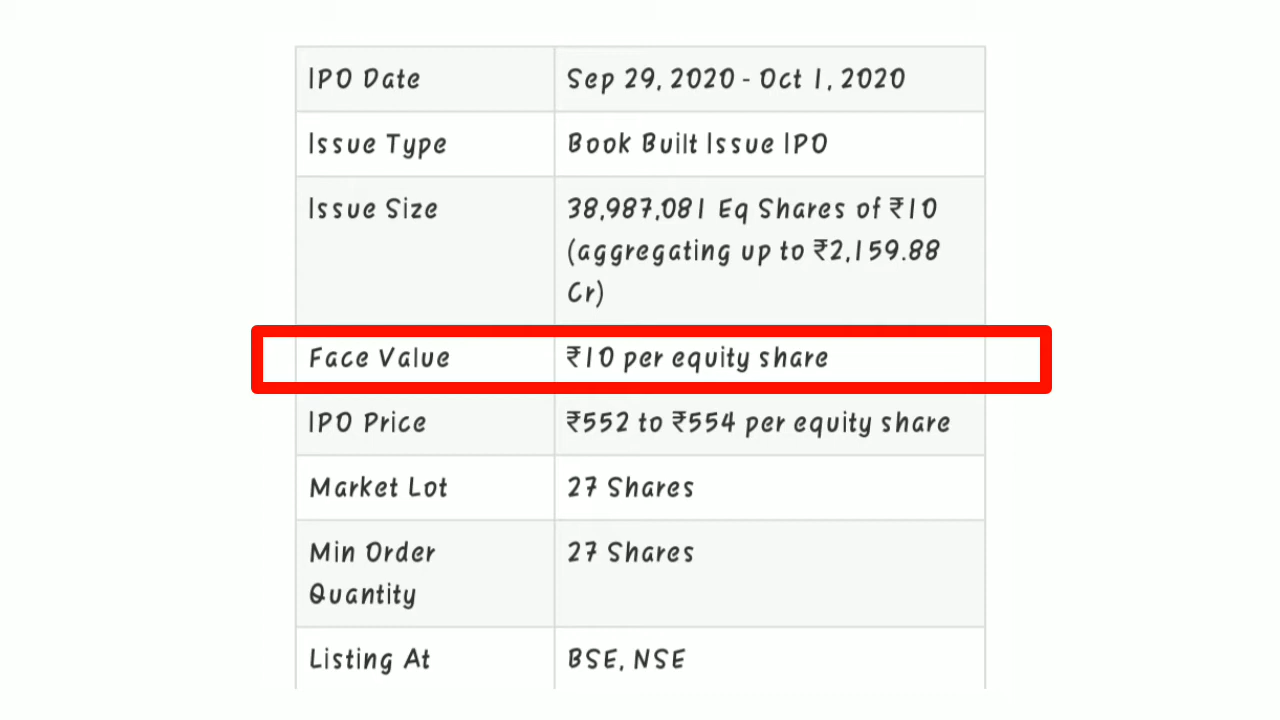 IPO Date Sep 29, 2020 - Oct 1, 2020
Issue Type Book Built Issue IPO
Issue Size 38,987,081 Eq Shares of ₹10
(aggregating up to ₹2,159.88
Cr)
Face Value ₹10 per equity share
IPO Price ₹552 to ₹554 per equity share
Market Lot 27 Shares
Min Order 27 Shares
Quantity
Listing At BSE, NSE